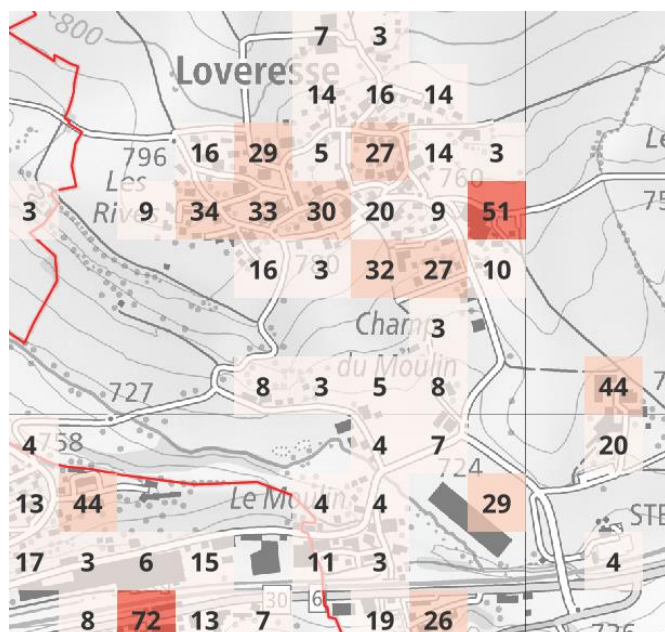 800
7 3
Loveresse
14 16 14
796 16 29 5 27 14 3
Les 760
3 Rives 9 34 33 30 20 9 51
16 3 780 32 27 10
Champ 3
du Moulin
727 8 3 5 8 44
4 758 4 7 20
724
13 44 Le Moulin 4 4 29
STE
17 3 6 15 11 3 4
8 72 13 7 30 6 19 26